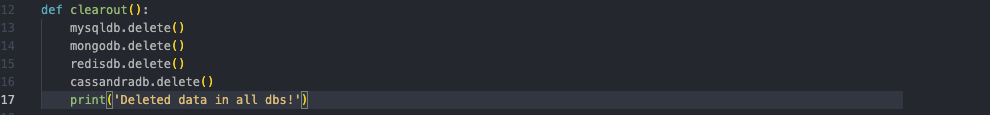 12 def clearout():
13     mysqldb.delete()
14     mongodb.delete()
15     redisdb.delete()
16     cassandradb.delete()
17     print('Deleted data in all dbs!')